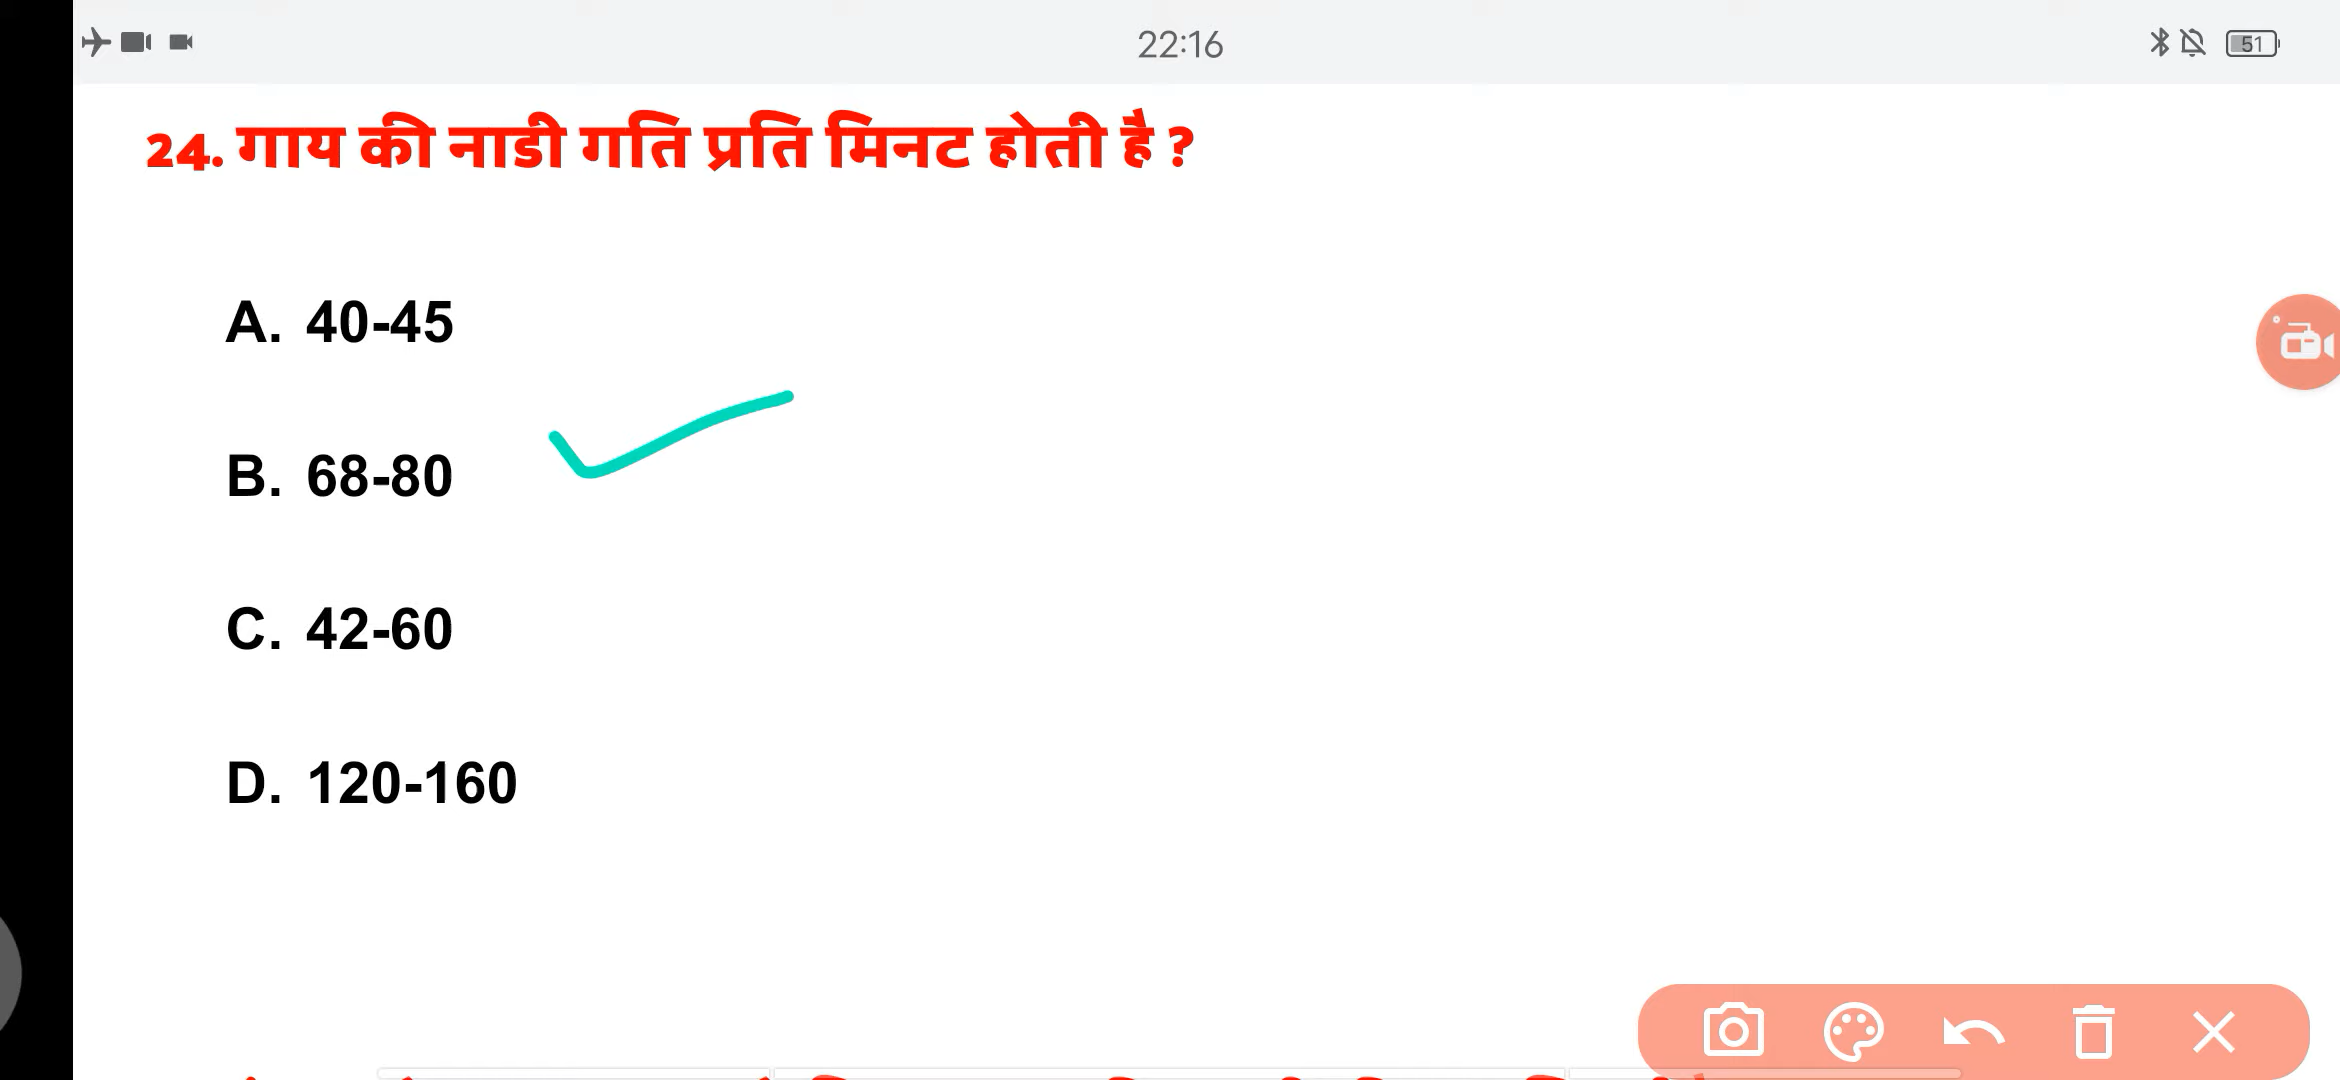 22:16
51
24. गाय की नाडी गति प्रति मिनट होती है ?
A. 40-45
B. 68-80
C. 42-60
D. 120-160